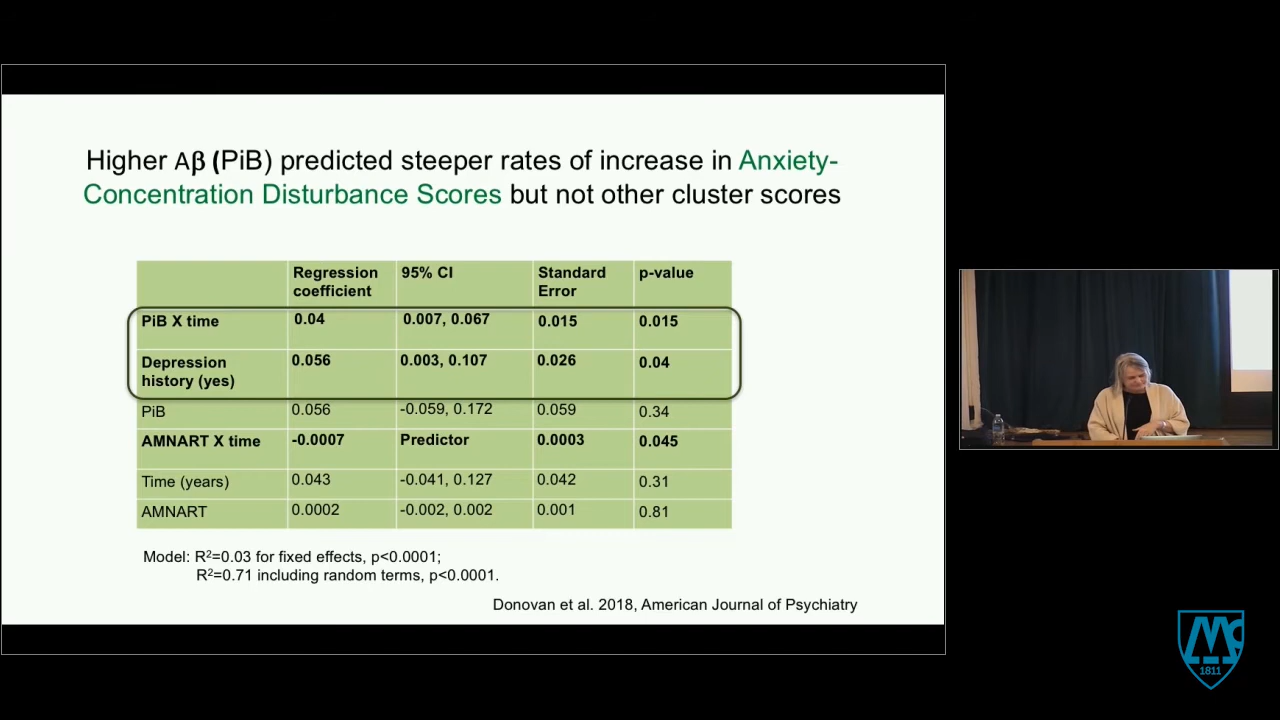 Higher Aβ (PiB) predicted steeper rates of increase in Anxiety-
Concentration Disturbance Scores but not other cluster scores
Regression coefficient 95% CI Standard Error p-value
PiB X time 0.04 0.007, 0.067 0.015 0.015
Depression history (yes) 0.056 0.003, 0.107 0.026 0.04
PiB 0.056 -0.059, 0.172 0.059 0.34
AMNART X time -0.0007 Predictor 0.0003 0.045
Time (years) 0.043 -0.041, 0.127 0.042 0.31
AMNART 0.0002 -0.002, 0.002 0.001 0.81
Model: R²=0.03 for fixed effects, p<0.0001;
R²=0.71 including random terms, p<0.0001.
Donovan et al. 2018, American Journal of Psychiatry
1811